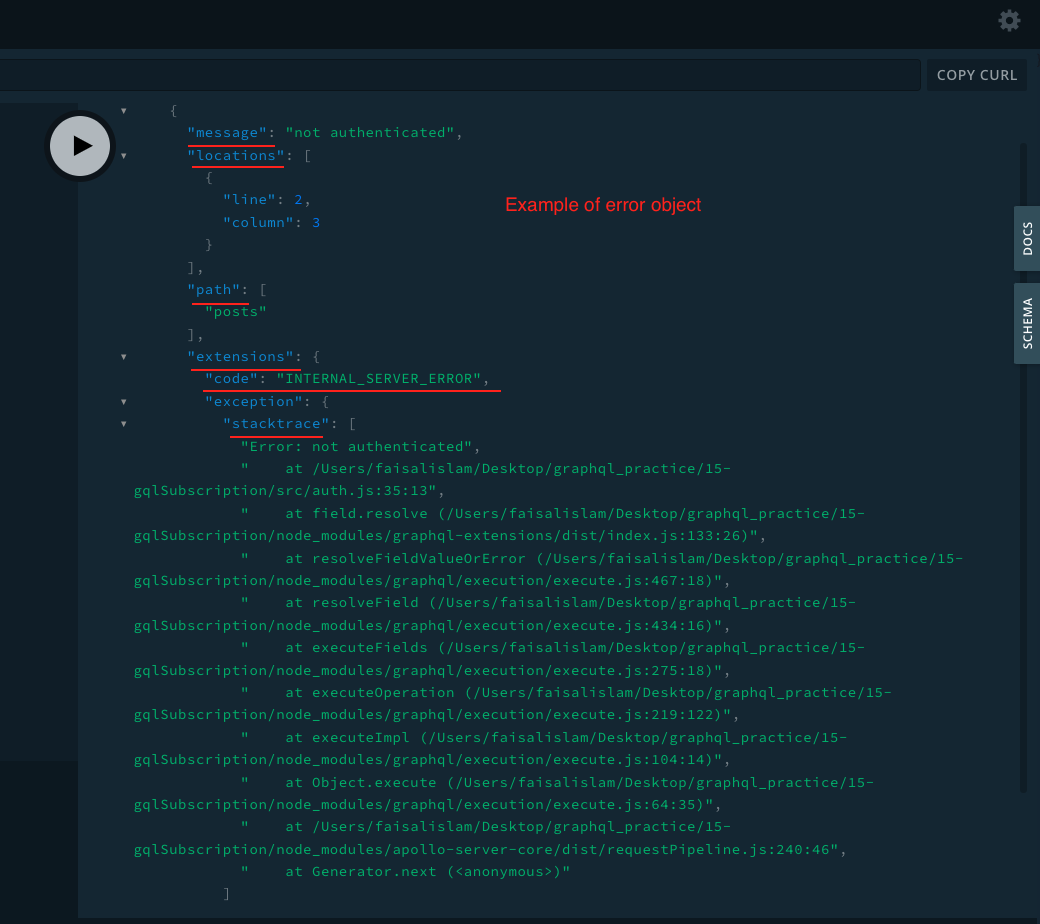 COPY CURL
{
"message": "not authenticated",
"locations": [
{
"line": 2,
"column": 3
}
],
Example of error object
"path": [
"posts"
],
"extensions": {
"code": "INTERNAL_SERVER_ERROR",
"exception": {
"stacktrace": [
"Error: not authenticated",
"    at /Users/faisalislam/Desktop/graphql_practice/15-
gqlSubscription/src/auth.js:35:13",
"    at field.resolve (/Users/faisalislam/Desktop/graphql_practice/15-
gqlSubscription/node_modules/graphql-extensions/dist/index.js:133:26)",
"    at resolveFieldValueOrError (/Users/faisalislam/Desktop/graphql_practice/15-
gqlSubscription/node_modules/graphql/execution/execute.js:467:18)",
"    at resolveField (/Users/faisalislam/Desktop/graphql_practice/15-
gqlSubscription/node_modules/graphql/execution/execute.js:434:16)",
"    at executeFields (/Users/faisalislam/Desktop/graphql_practice/15-
gqlSubscription/node_modules/graphql/execution/execute.js:275:18)",
"    at executeOperation (/Users/faisalislam/Desktop/graphql_practice/15-
gqlSubscription/node_modules/graphql/execution/execute.js:219:122)",
"    at executeImpl (/Users/faisalislam/Desktop/graphql_practice/15-
gqlSubscription/node_modules/graphql/execution/execute.js:104:14)",
"    at Object.execute (/Users/faisalislam/Desktop/graphql_practice/15-
gqlSubscription/node_modules/graphql/execution/execute.js:64:35)",
"    at /Users/faisalislam/Desktop/graphql_practice/15-
gqlSubscription/node_modules/apollo-server-core/dist/requestPipeline.js:240:46",
"    at Generator.next (<anonymous>)"
]
DOCS
SCHEMA